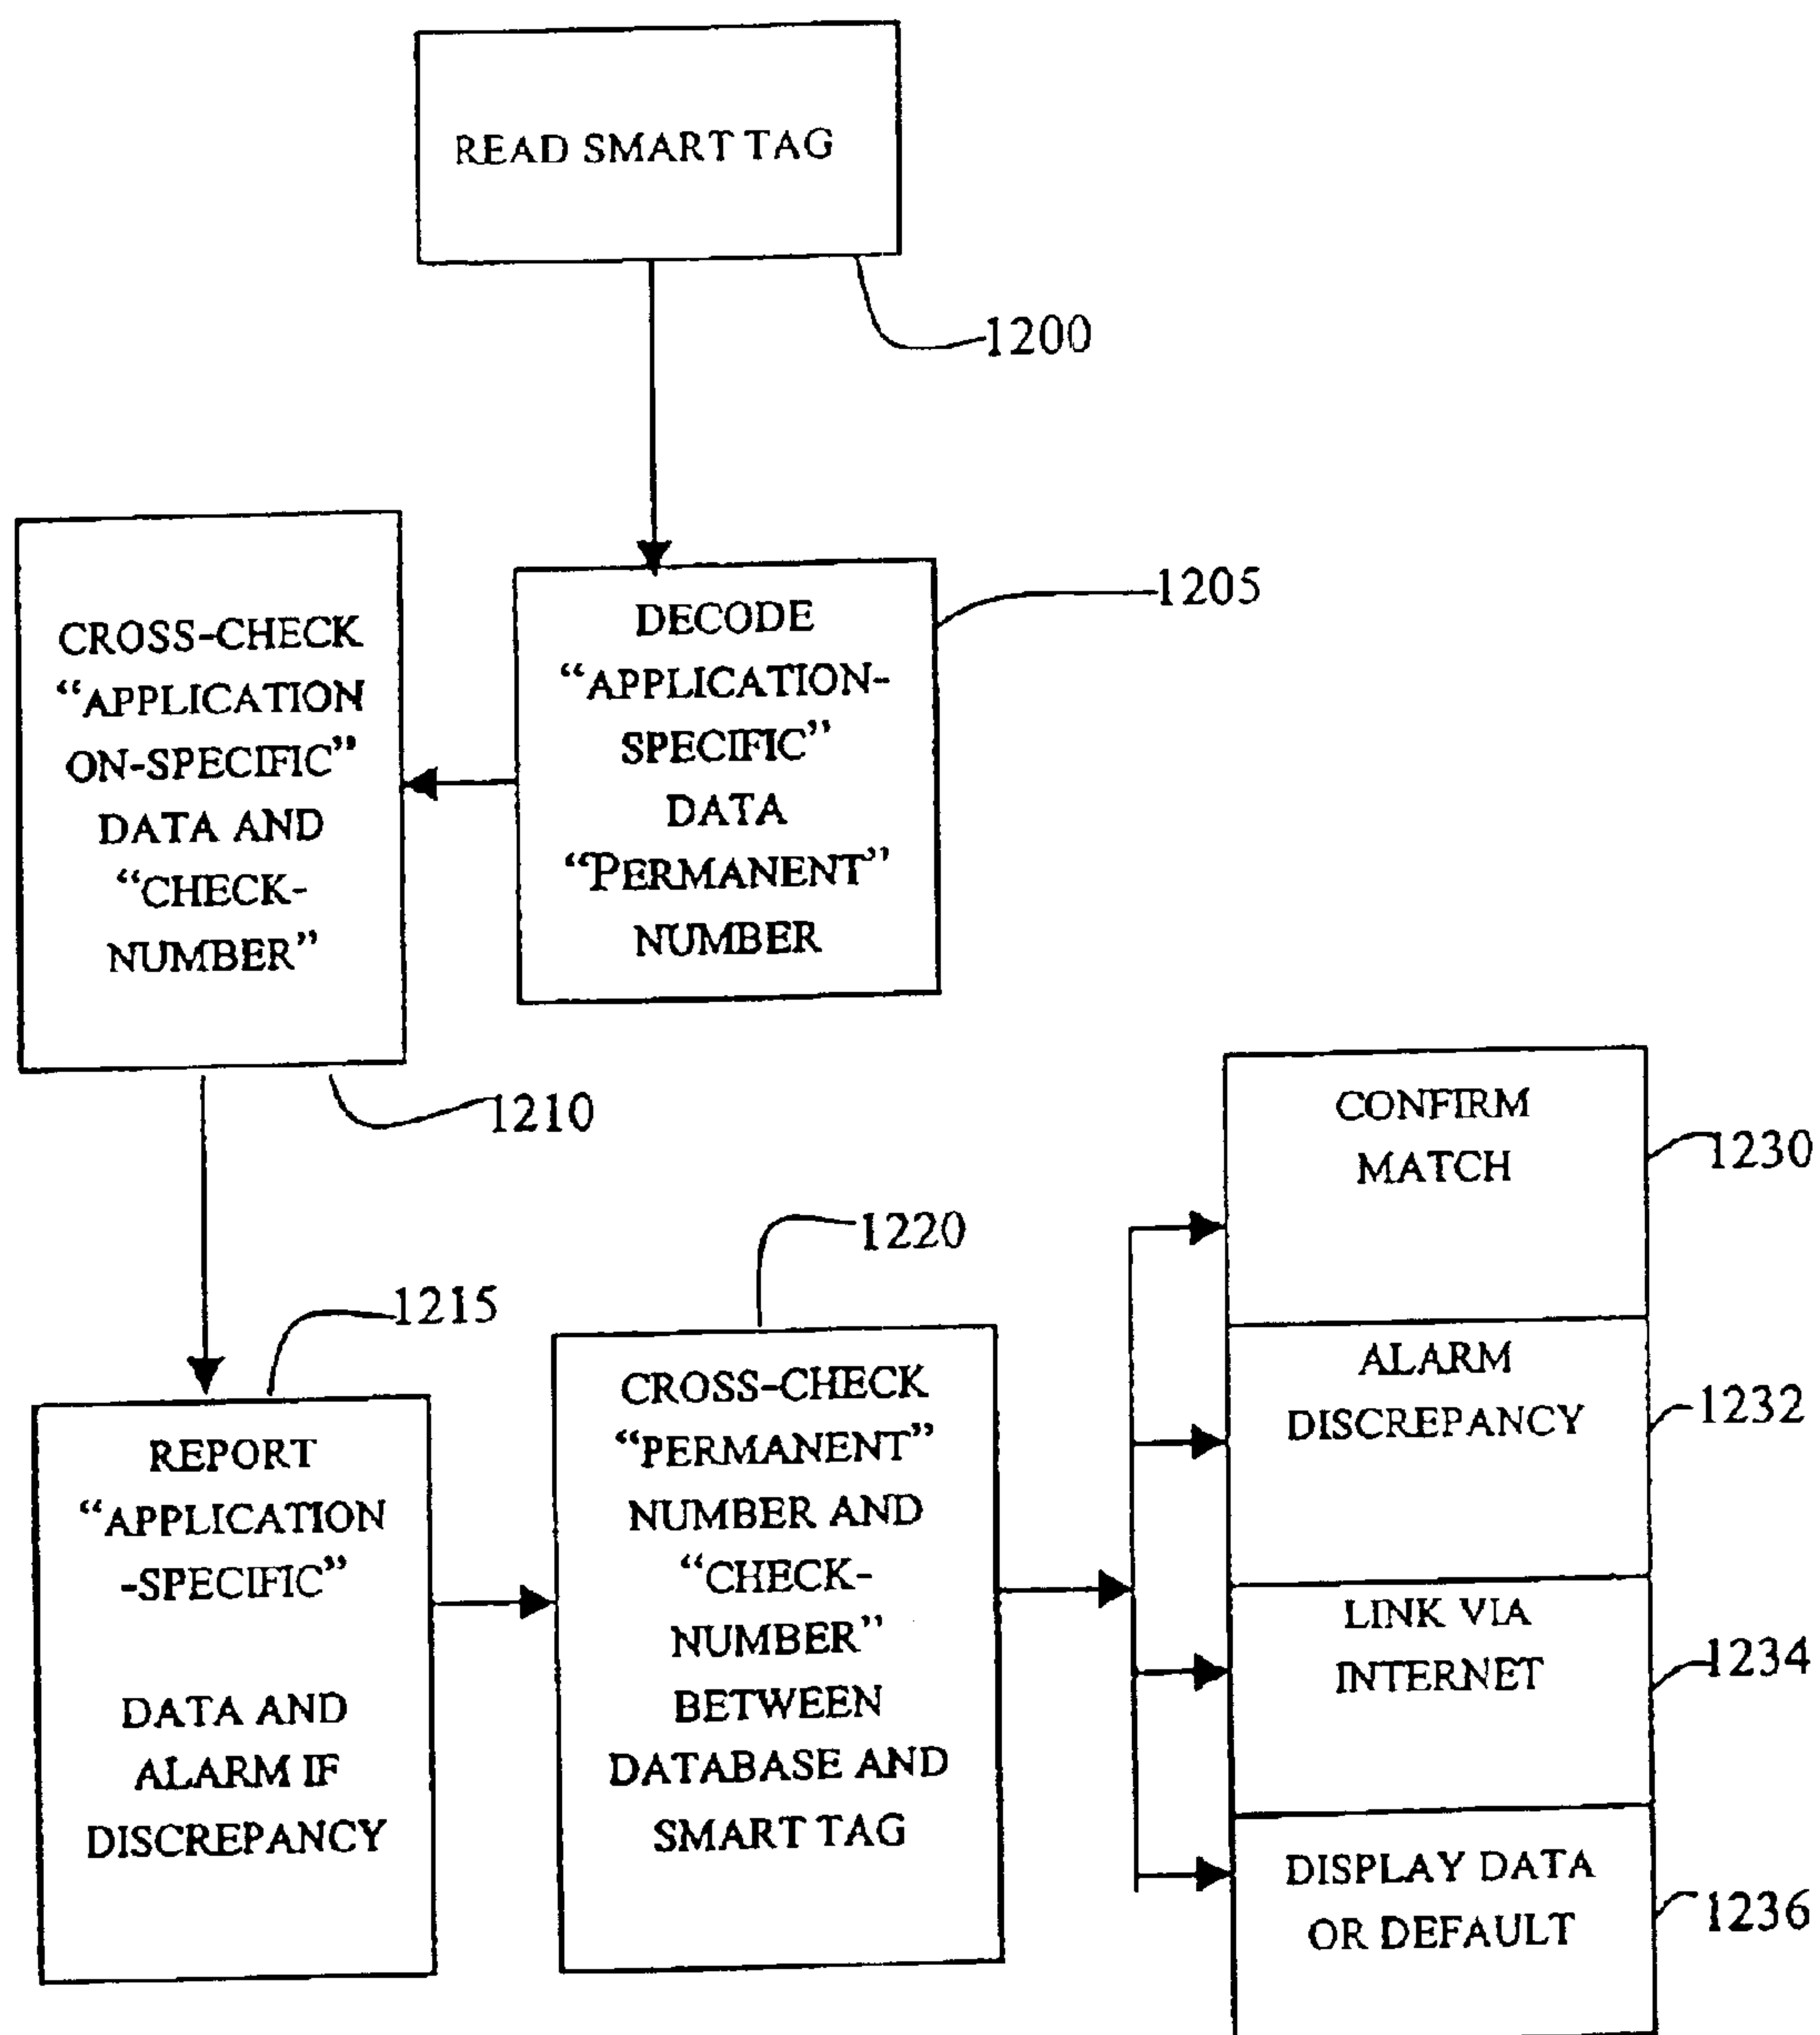 READ SMART TAG
1200
DECODE
“APPLICATION-
SPECIFIC”
DATA
“PERMANENT”
NUMBER
1205
CROSS-CHECK
“APPLICATION
ON-SPECIFIC”
DATA AND
“CHECK-
NUMBER”
1210
REPORT
“APPLICATION
-SPECIFIC”
DATA AND
ALARM IF
DISCREPANCY
1215
CROSS-CHECK
“PERMANENT”
NUMBER AND
“CHECK-
NUMBER”
BETWEEN
DATABASE AND
SMART TAG
1220
CONFIRM
MATCH
1230
ALARM
DISCREPANCY
1232
LINK VIA
INTERNET
1234
DISPLAY DATA
OR DEFAULT
1236